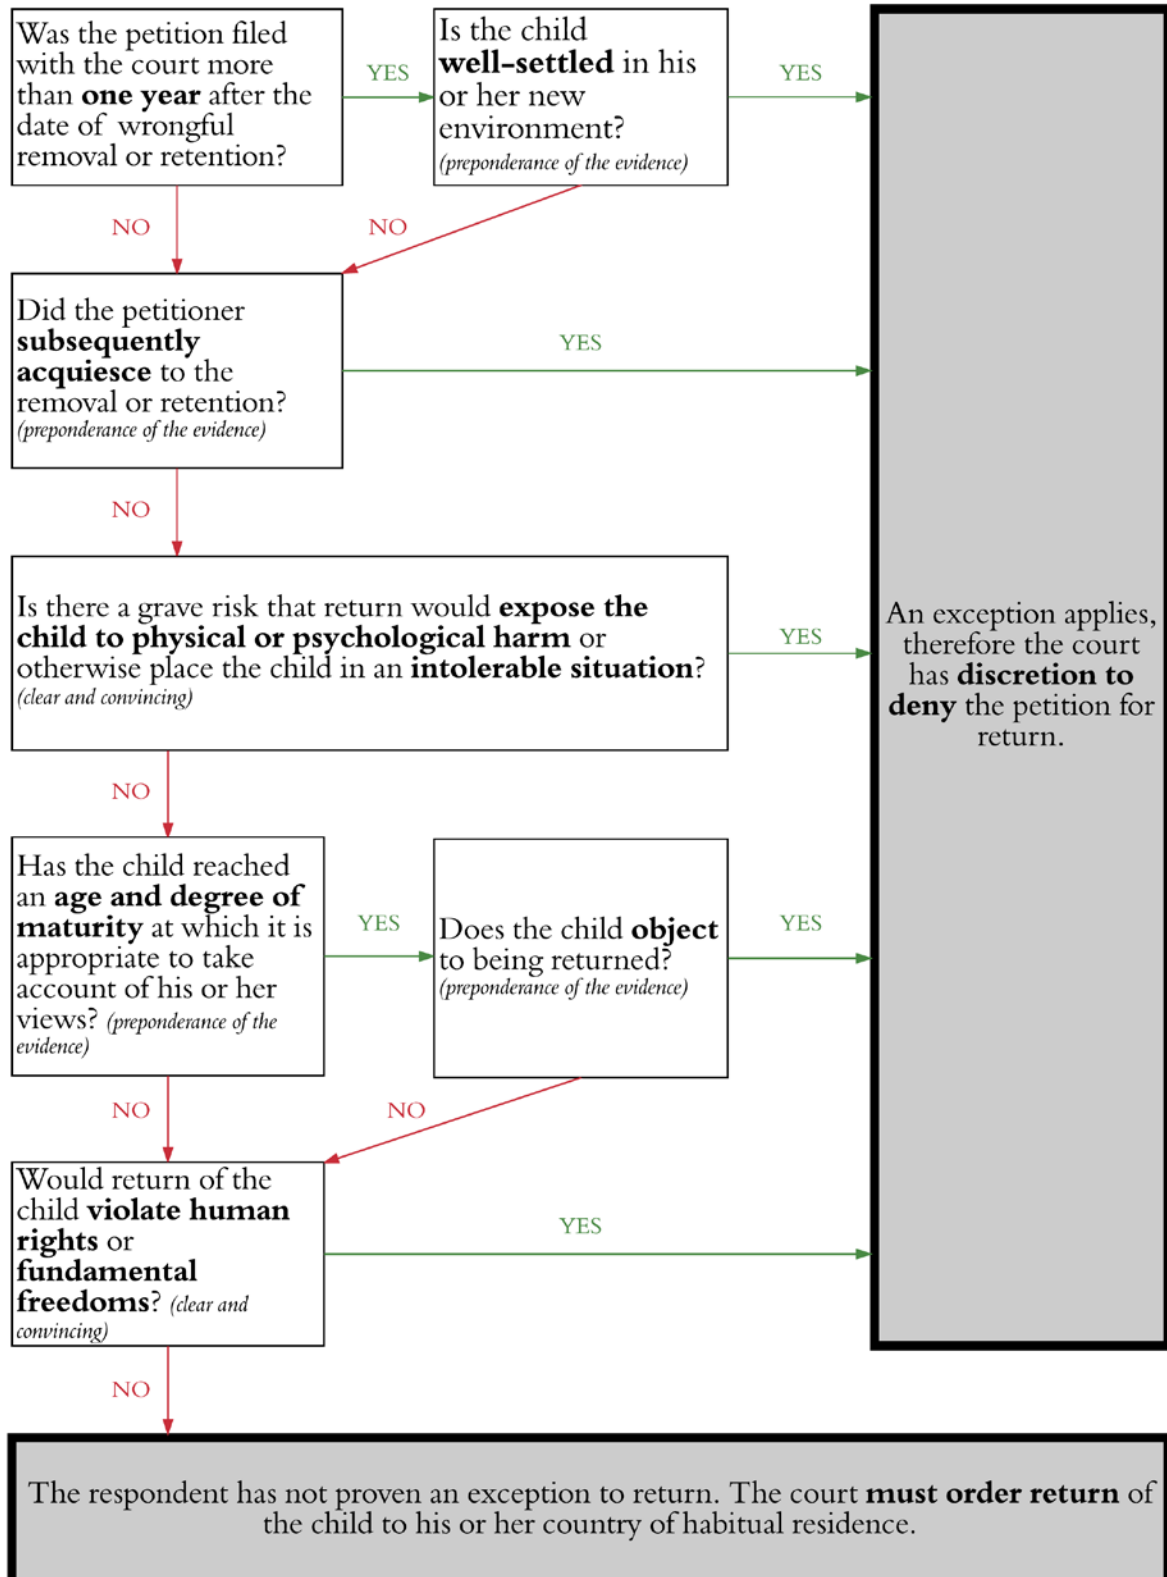 Was the petition filed
with the court more
than one year after the
date of wrongful
removal or retention?
YES
Is the child
well-settled in his
or her new
environment?
(preponderance of the evidence)
YES
NO
NO
Did the petitioner
subsequently
acquiesce to the
removal or retention?
(preponderance of the evidence)
YES
NO
Is there a grave risk that return would expose the
child to physical or psychological harm or
otherwise place the child in an intolerable situation?
(clear and convincing)
YES
An exception applies,
therefore the court
has discretion to
deny the petition for
return.
NO
Has the child reached
an age and degree of
maturity at which it is
appropriate to take
account of his or her
views? (preponderance of the
evidence)
YES
Does the child object
to being returned?
(preponderance of the evidence)
YES
NO
NO
Would return of the
child violate human
rights or
fundamental
freedoms? (clear and
convincing)
YES
NO
The respondent has not proven an exception to return. The court must order return of
the child to his or her country of habitual residence.